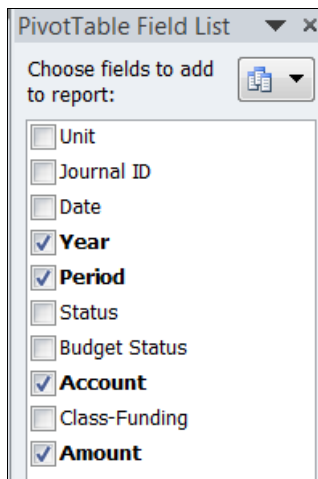 PivotTable Field List
Choose fields to add
to report:
Unit
Journal ID
Date
Year
Period
Status
Budget Status
Account
Class-Funding
Amount